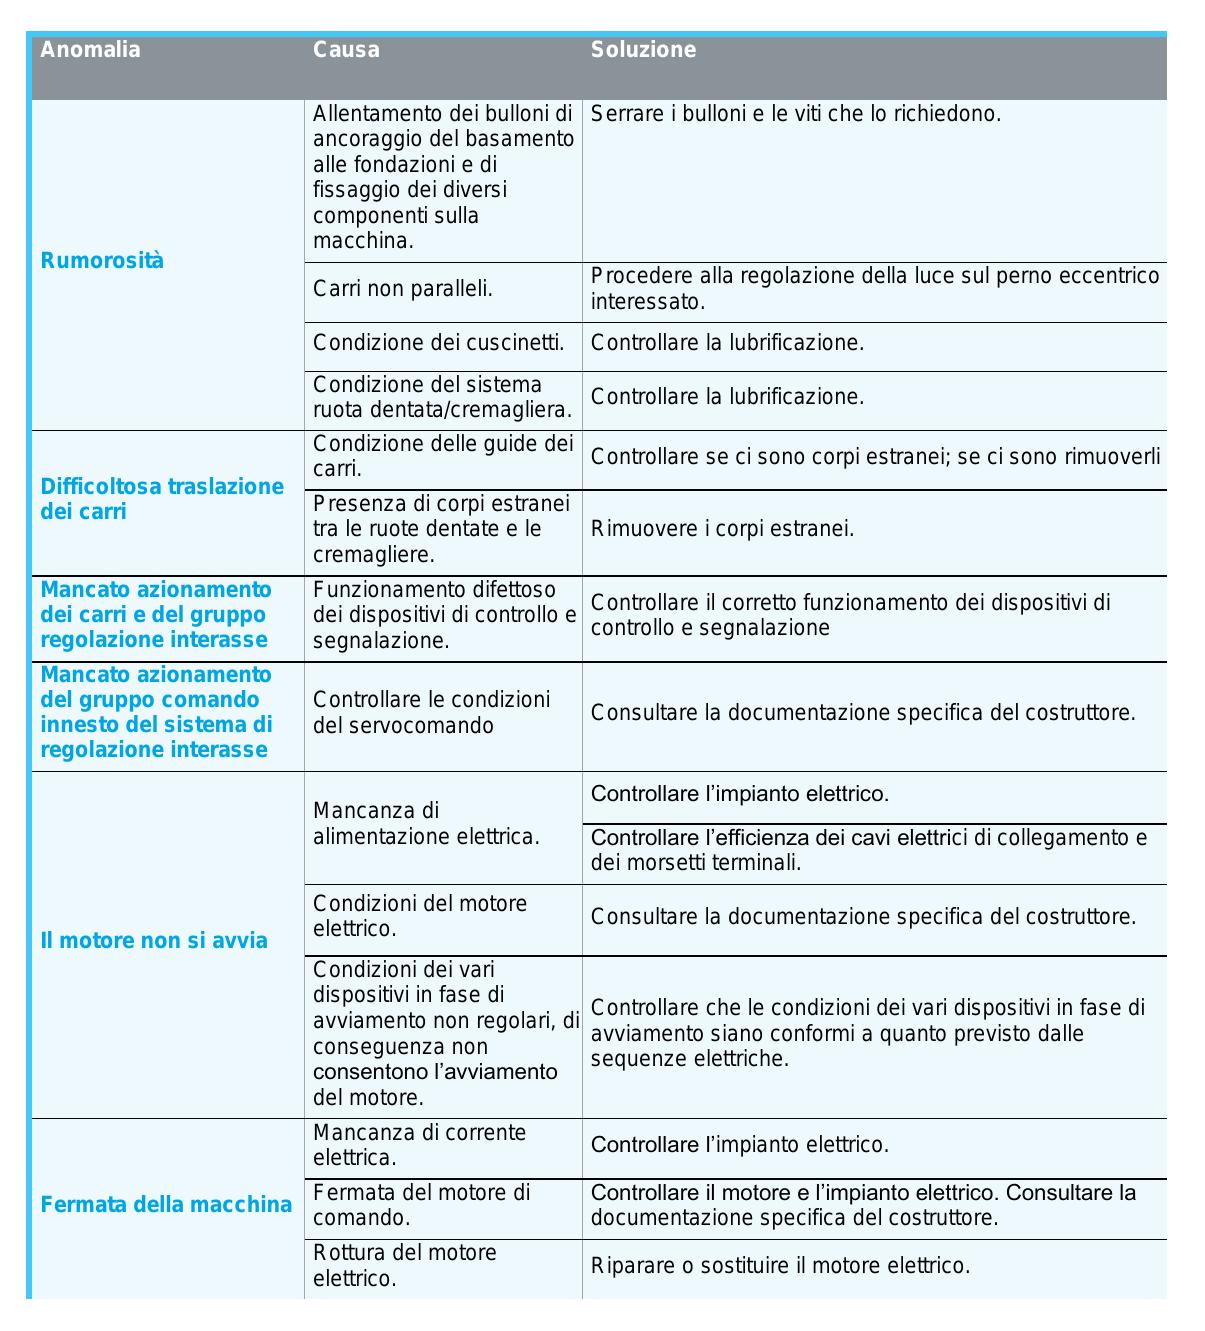 Anomalia
Causa
Soluzione
Rumorosità
Allentamento dei bulloni di
ancoraggio del basamento
alle fondazioni e di
fissaggio dei diversi
componenti sulla
macchina.
Serrare i bulloni e le viti che lo richiedono.
Carri non paralleli.
Procedere alla regolazione della luce sul perno eccentrico
interessato.
Condizione dei cuscinetti.
Controllare la lubrificazione.
Condizione del sistema
ruota dentata/cremagliera.
Controllare la lubrificazione.
Difficoltosa traslazione
dei carri
Condizione delle guide dei
carri.
Controllare se ci sono corpi estranei; se ci sono rimuoverli
Presenza di corpi estranei
tra le ruote dentate e le
cremagliere.
Rimuovere i corpi estranei.
Mancato azionamento
dei carri e del gruppo
regolazione interasse
Funzionamento difettoso
dei dispositivi di controllo e
segnalazione.
Controllare il corretto funzionamento dei dispositivi di
controllo e segnalazione
Mancato azionamento
del gruppo comando
innesto del sistema di
regolazione interasse
Controllare le condizioni
del servocomando
Consultare la documentazione specifica del costruttore.
Il motore non si avvia
Mancanza di
alimentazione elettrica.
Controllare l’impianto elettrico.
Controllare l’efficienza dei cavi elettrici di collegamento e
dei morsetti terminali.
Condizioni del motore
elettrico.
Consultare la documentazione specifica del costruttore.
Condizioni dei vari
dispositivi in fase di
avviamento non regolari, di
conseguenza non
consentono l’avviamento
del motore.
Controllare che le condizioni dei vari dispositivi in fase di
avviamento siano conformi a quanto previsto dalle
sequenze elettriche.
Fermata della macchina
Mancanza di corrente
elettrica.
Controllare l’impianto elettrico.
Fermata del motore di
comando.
Controllare il motore e l’impianto elettrico. Consultare la
documentazione specifica del costruttore.
Rottura del motore
elettrico.
Riparare o sostituire il motore elettrico.